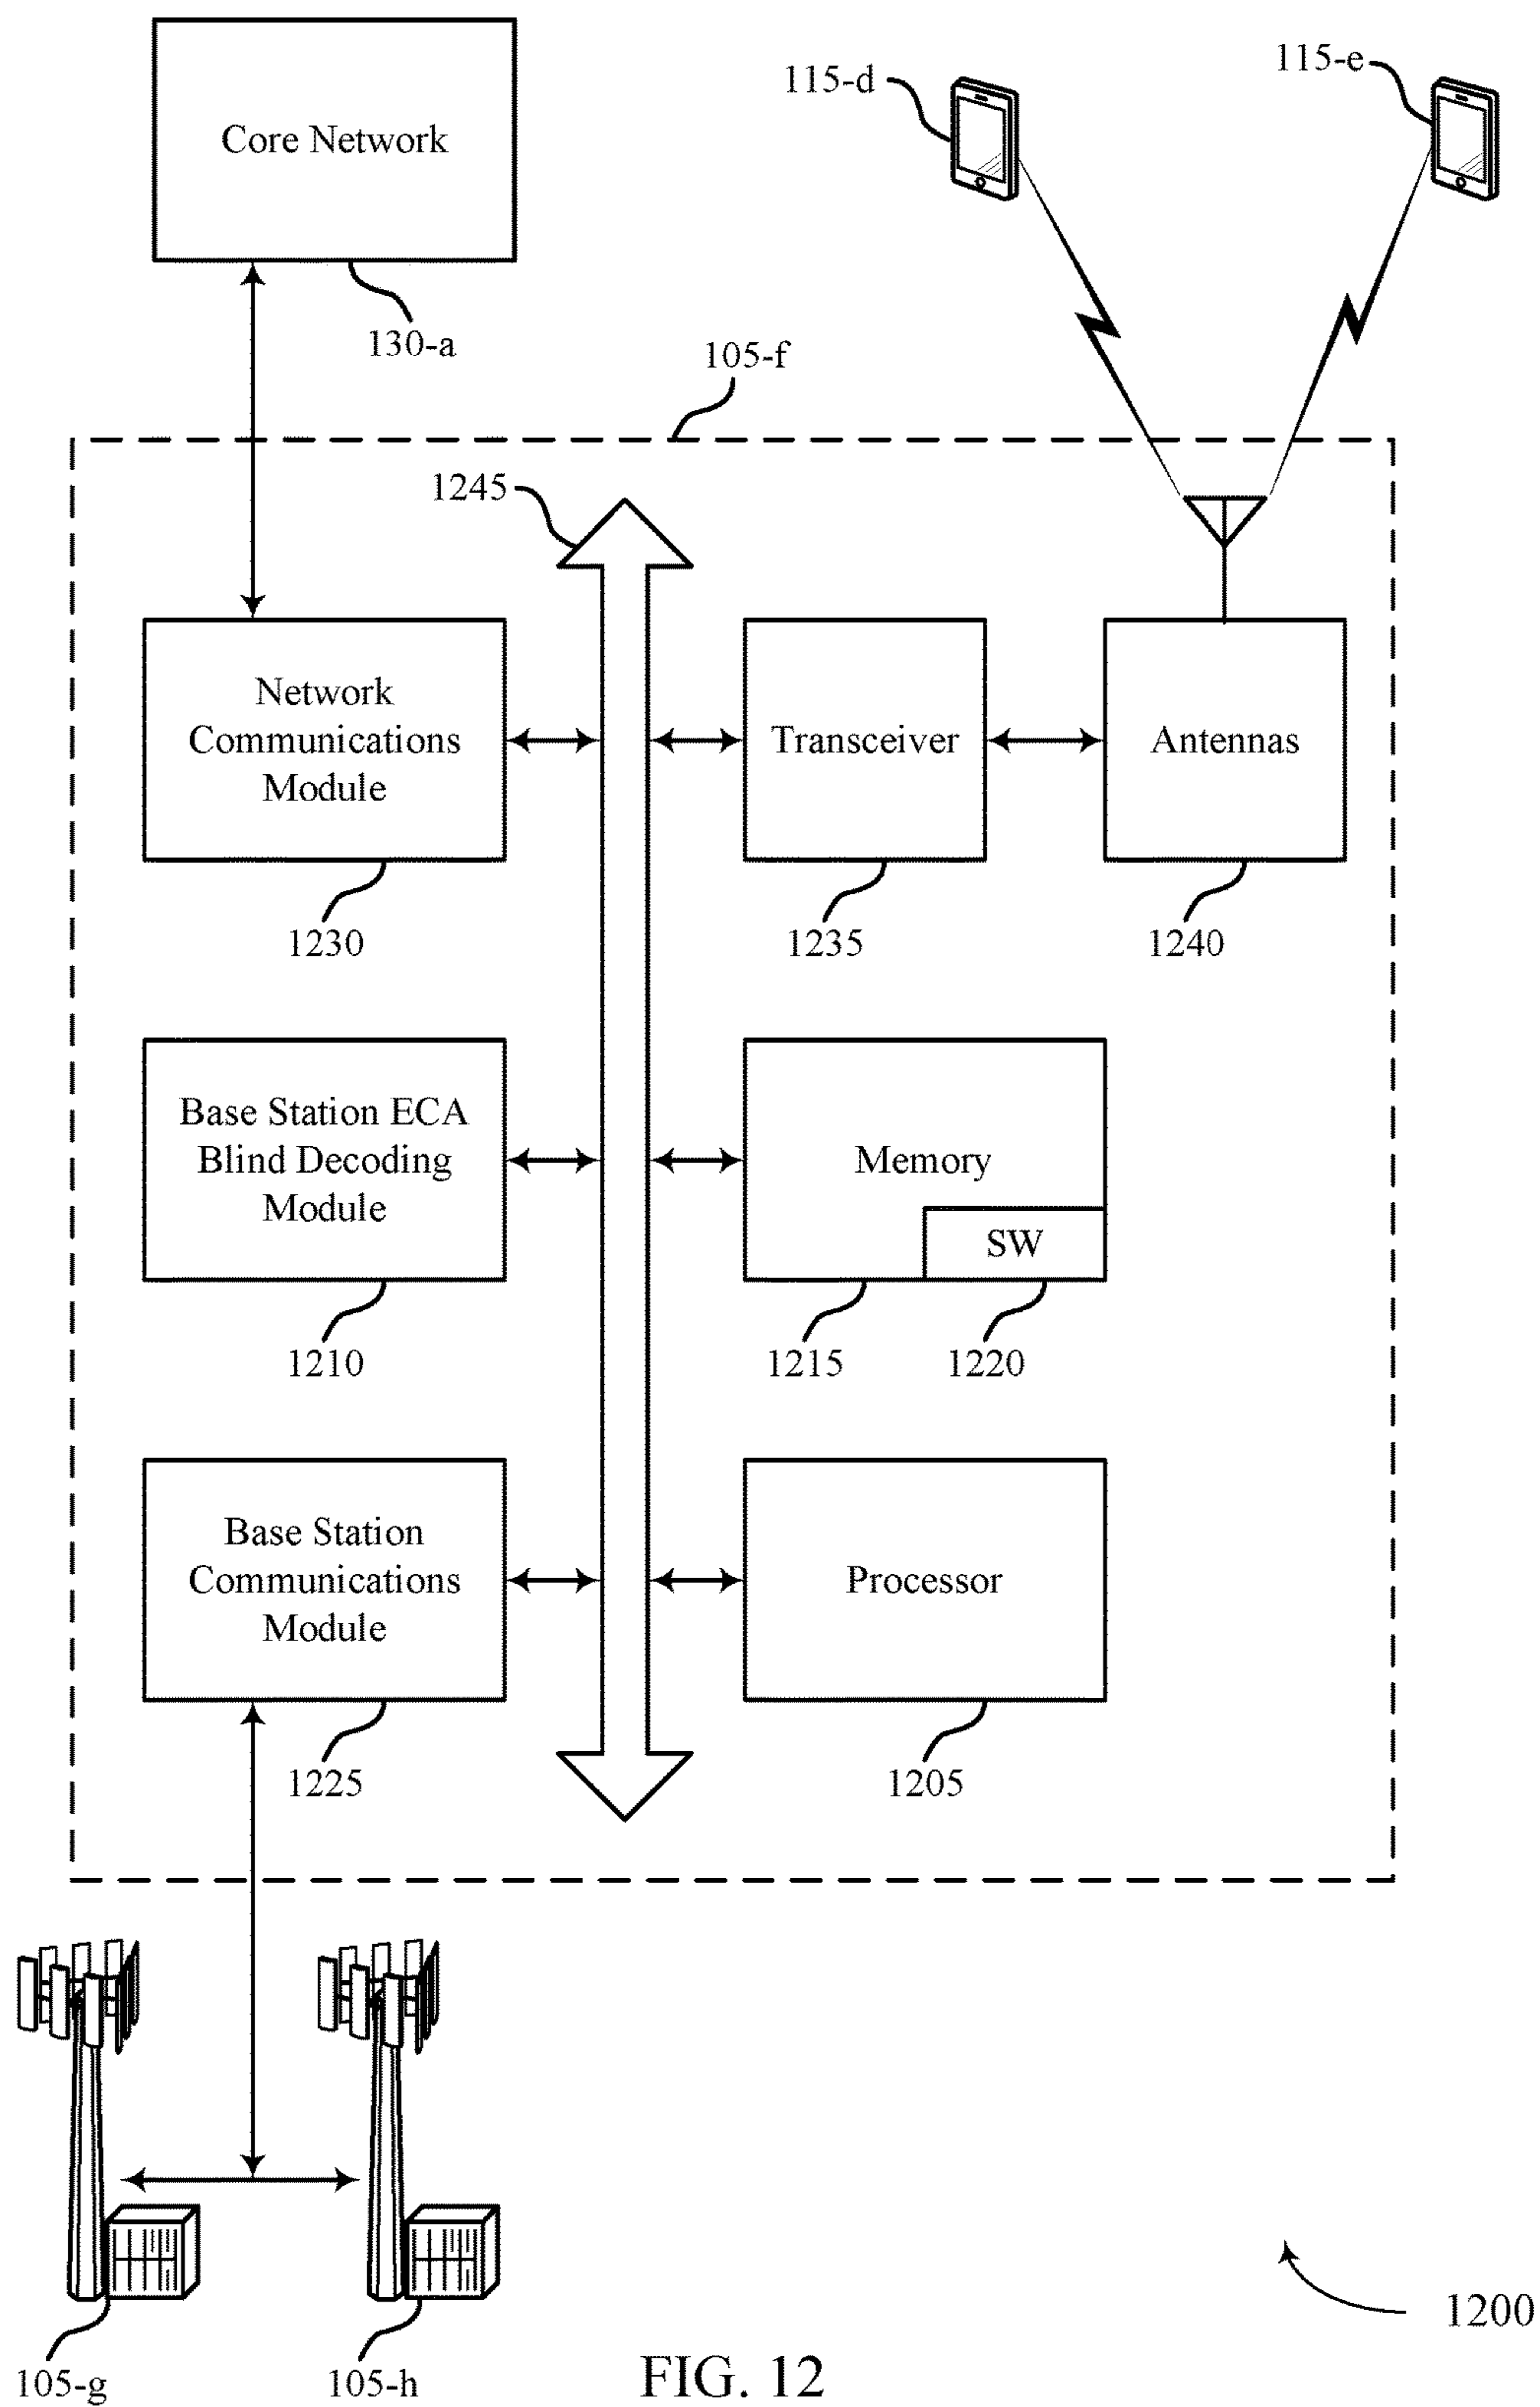 Core Network
130-a
115-d
115-e
105-f
1245
Network
Communications
Module
1230
Transceiver
1235
Antennas
1240
Base Station ECA
Blind Decoding
Module
1210
Memory
SW
1215
1220
Base Station
Communications
Module
1225
Processor
1205
105-g
105-h
1200
FIG. 12